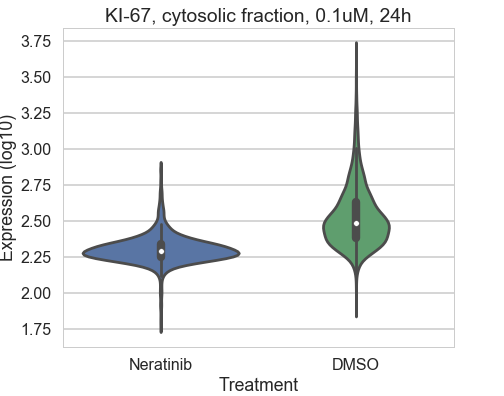 KI-67, cytosolic fraction, 0.1uM, 24h
3.75
3.50
3.25
3.00
2.75
2.50
2.25
2.00
1.75
Expression (log10)
Neratinib DMSO
Treatment